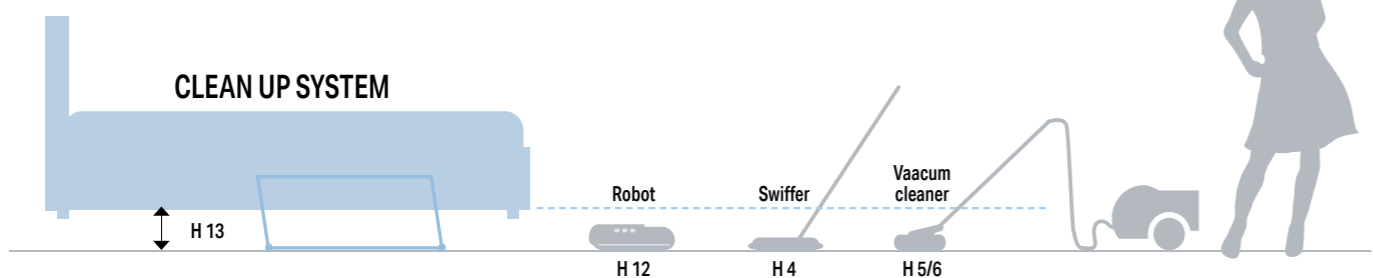 CLEAN UP SYSTEM
H 13
Robot
Swiffer
Vaacum
cleaner
H 12
H 4
H 5/6